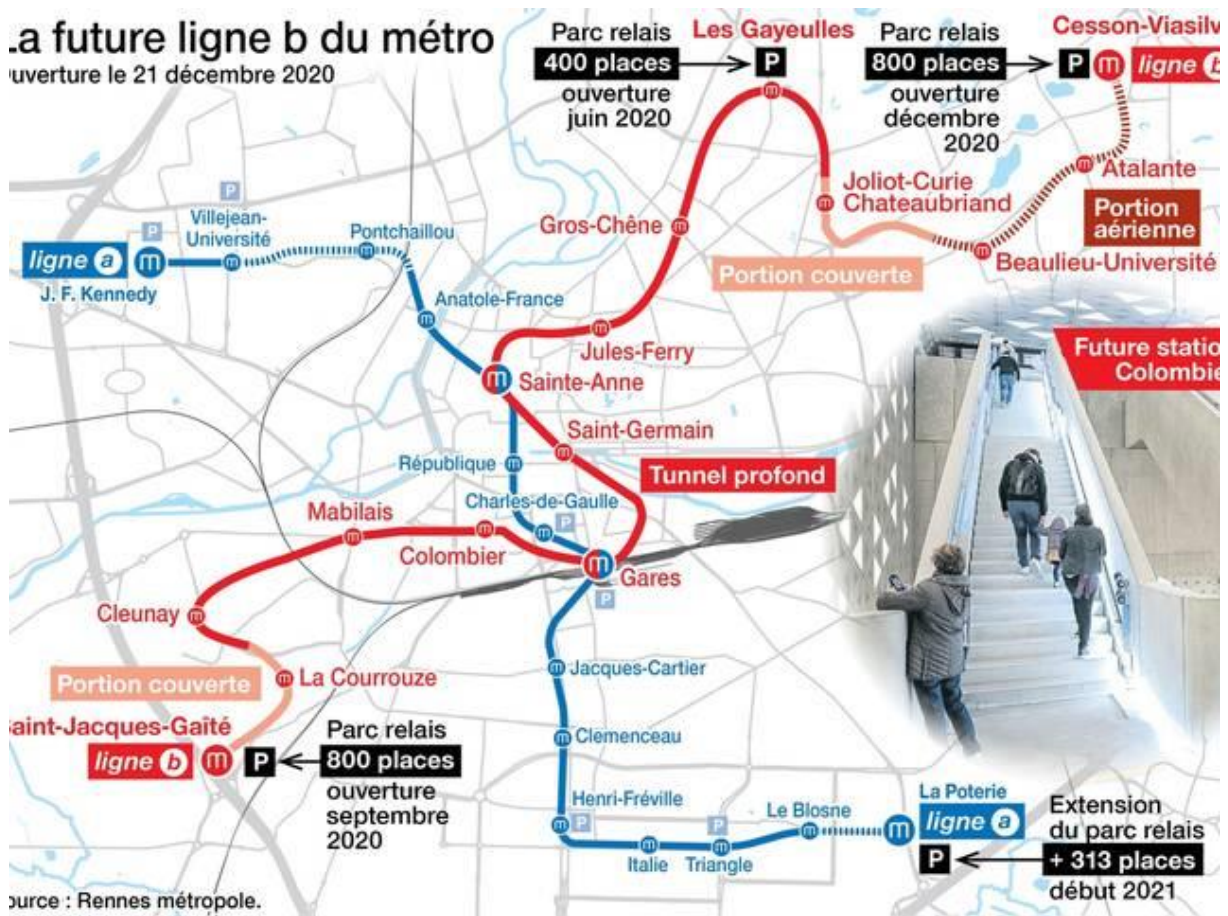 La future ligne b du métro
ouverture le 21 décembre 2020
Parc relais
400 places
ouverture
juin 2020
Les Gayeulles
P
Parc relais
800 places
ouverture
décembre
2020
Cesson-Viasilv
P m ligne b
Atalante
Portion
aérienne
Joliot-Curie
Chateaubriand
Beaulieu-Université
Portion couverte
Gros-Chêne
P
Villejean-
Université
Pontchaillou
P
ligne a m
J. F. Kennedy
Anatole-France
Jules-Ferry
m Sainte-Anne
Saint-Germain
République
Tunnel profond
Charles-de-Gaulle
P
Mabilais
Colombier
m Gares
P
Cleunay
La Courrouze
Portion couverte
aint-Jacques-Gaîté
ligne b m P
Parc relais
800 places
ouverture
septembre
2020
Jacques-Cartier
Clemenceau
Henri-Fréville
P
Italie
P
Triangle
Le Blosne
La Poterie
m ligne a
P
Extension
du parc relais
+ 313 places
début 2021
Future statio
Colombie
ource : Rennes métropole.